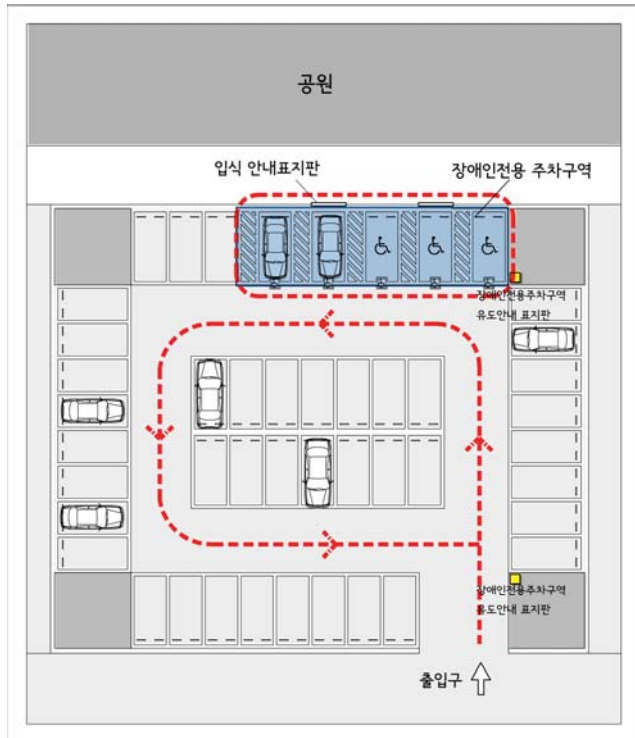 공원
입식 안내표지판
장애인전용 주차구역
장애인전용주차구역
유도안내 표지판
장애인전용주차구역
유도안내 표지판
출입구